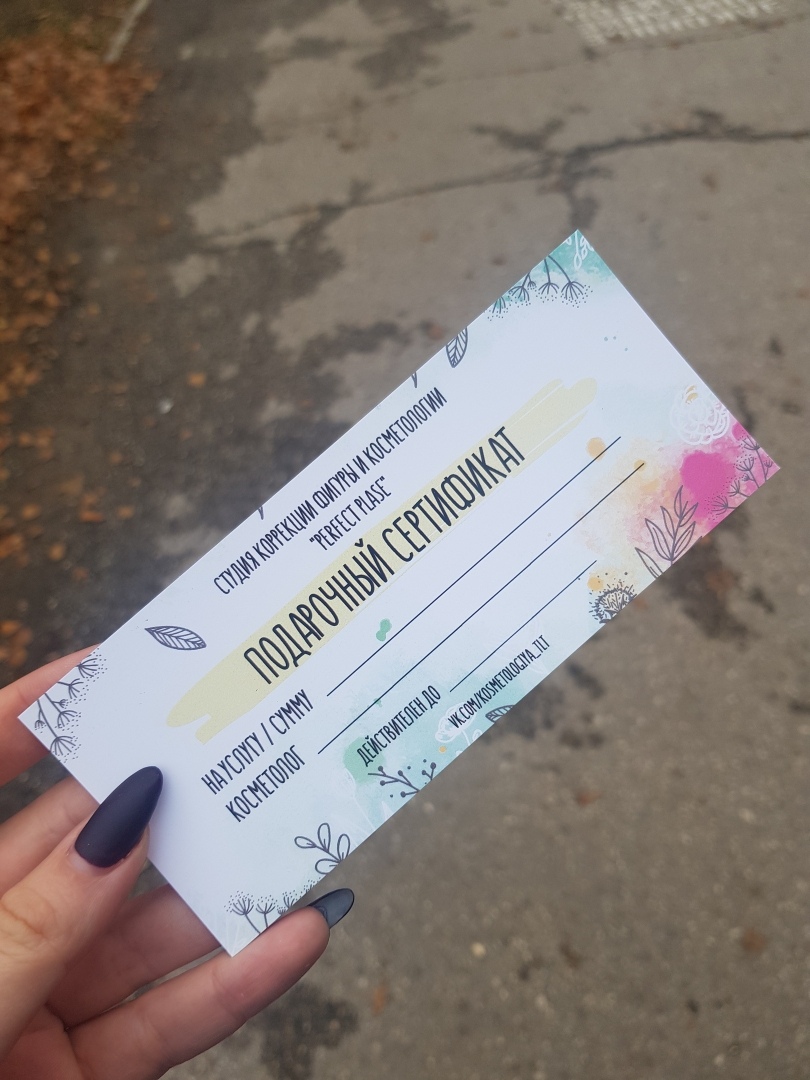 СТУДИЯ КОРРЕКЦИИ ФИГУРЫ И КОСМЕТОЛОГИИ
"PERFECT PLASE"
ПОДАРОЧНЫЙ СЕРТИФИКАТ
НА УСЛУГУ / СУММУ
КОСМЕТОЛОГ
ДЕЙСТВИТЕЛЕН ДО
VK.COM/KOSMETOLOGIYA_TLT